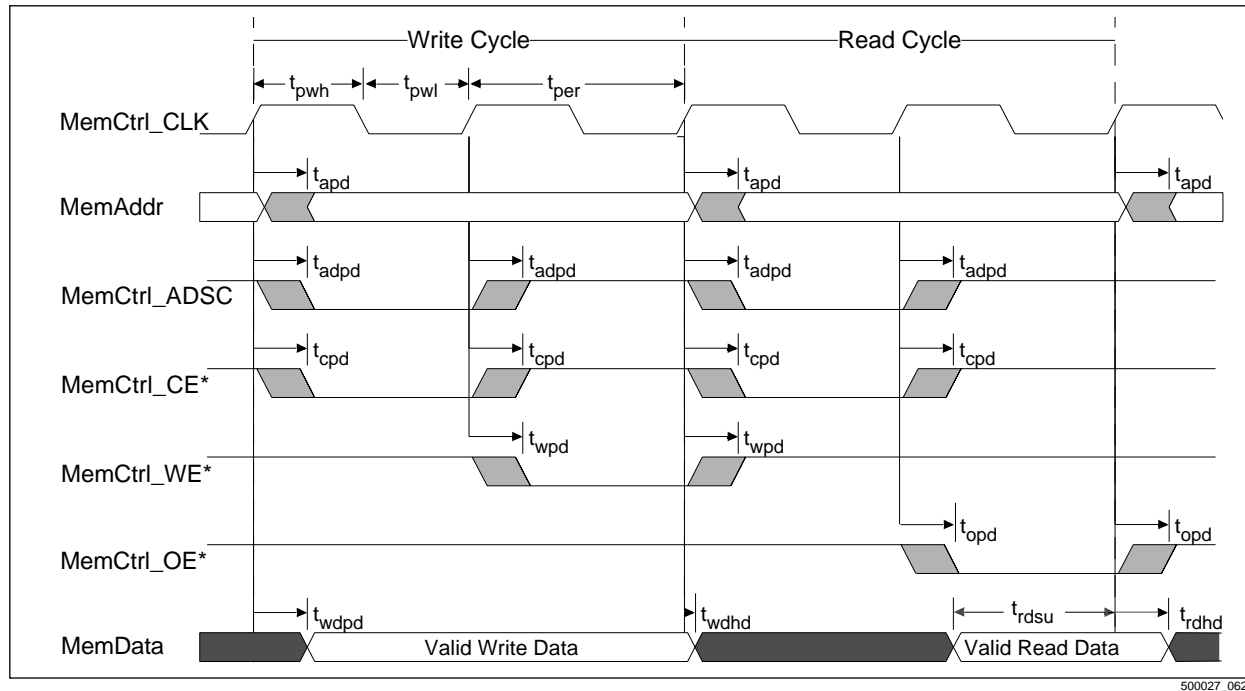 Write Cycle Read Cycle
tpwh tpwl tper
MemCtrl_CLK
tapd tapd tapd
MemAddr
tadpd tadpd tadpd tadpd
MemCtrl_ADSC
tcpd tcpd tcpd tcpd
MemCtrl_CE*
twpd twpd
MemCtrl_WE*
topd topd
MemCtrl_OE*
twdpd twdhd trdsu trdhd
MemData Valid Write Data Valid Read Data
500027_062